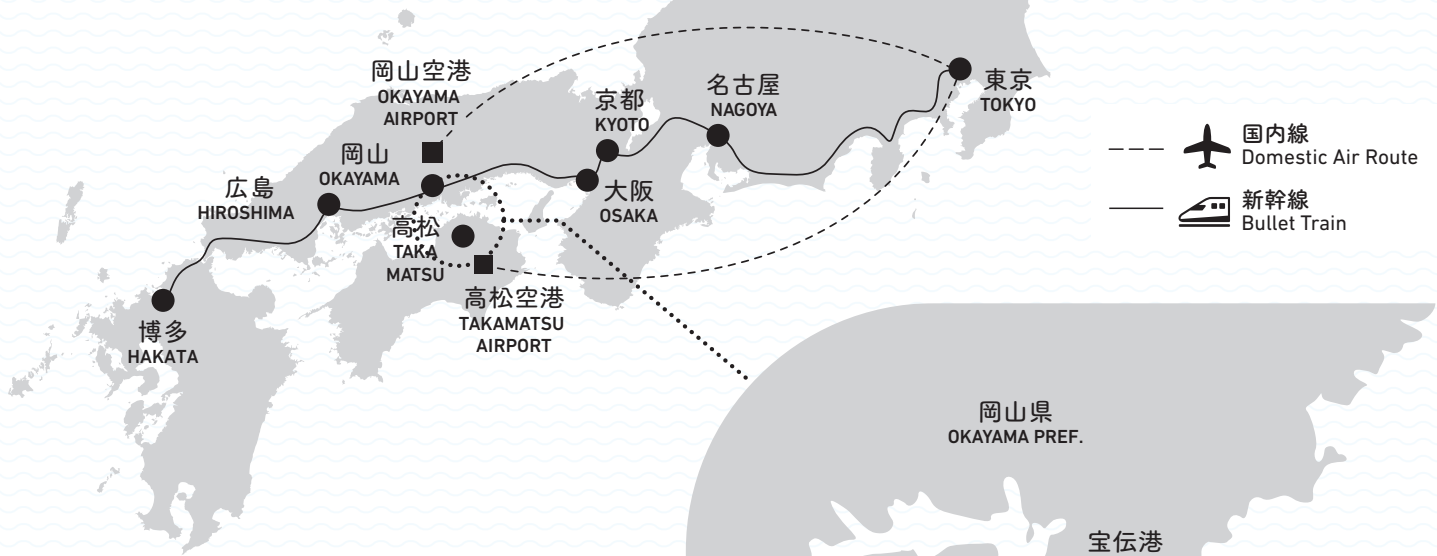 岡山空港
OKAYAMA
AIRPORT
岡山
OKAYAMA
広島
HIROSHIMA
博多
HAKATA
高松
TAKA
MATSU
高松空港
TAKAMATSU
AIRPORT
京都
KYOTO
大阪
OSAKA
名古屋
NAGOYA
東京
TOKYO
国内線
Domestic Air Route
新幹線
Bullet Train
岡山県
OKAYAMA PREF.
宝伝港